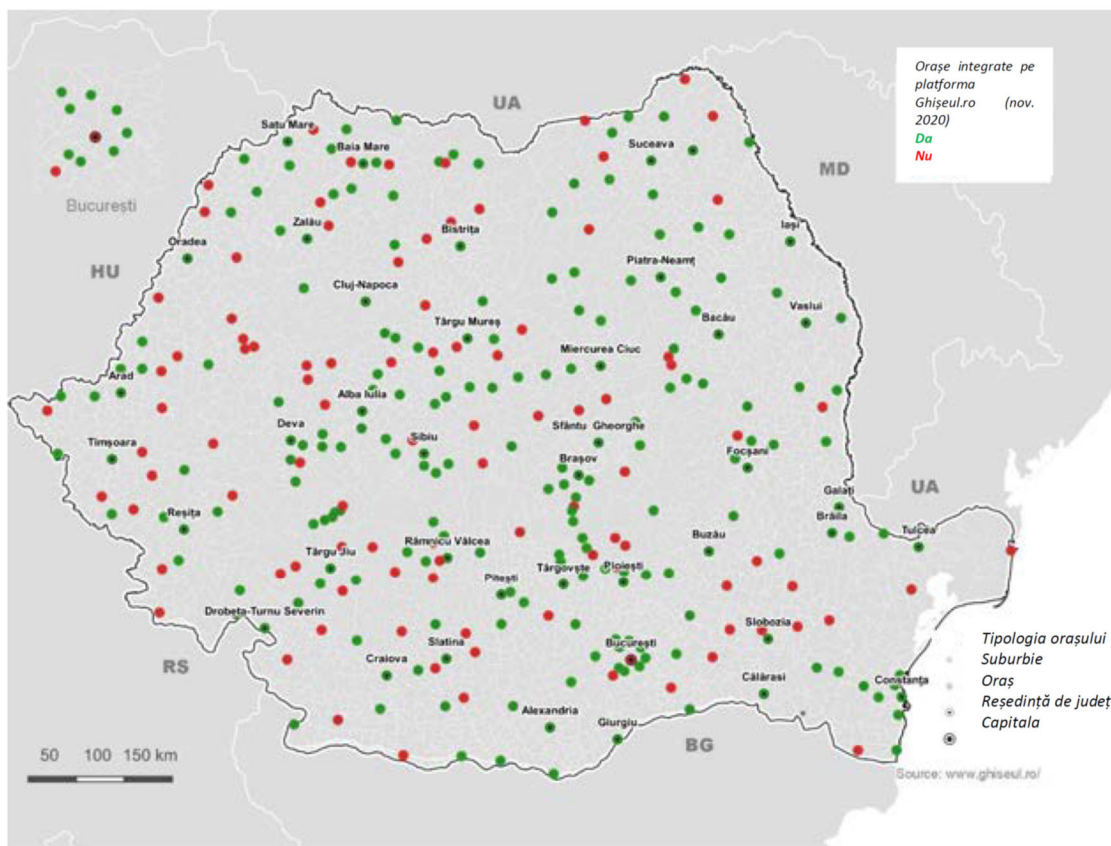 Orașe integrate pe
platforma
Ghișeul.ro (nov.
2020)
Da
Nu
UA
Satu Mare
Baia Mare
Suceava
MD
București
Zalău
Bistrița
Iași
Oradea
Piatra-Neamț
HU
Cluj-Napoca
Vaslui
Târgu Mureș
Bacău
Miercurea Ciuc
Arad
Alba Iulia
Deva
Sfântu Gheorghe
Sibiu
Timșoara
Focșani
Brașov
Galați
UA
Reșița
Brăila
Tulcea
Râmnicu Vâlcea
Buzău
Târgu Jiu
Târgovște
Ploiești
Pitești
Drobeta-Turnu Severin
Slobozia
Slatina
București
Tipologia orașului
Suburbie
RS
Craiova
Călărasi
Constanța
Oraș
Reședință de județ
Capitala
Alexandria
Giurgiu
BG
50 100 150 km
Source: www.ghiseul.ro/